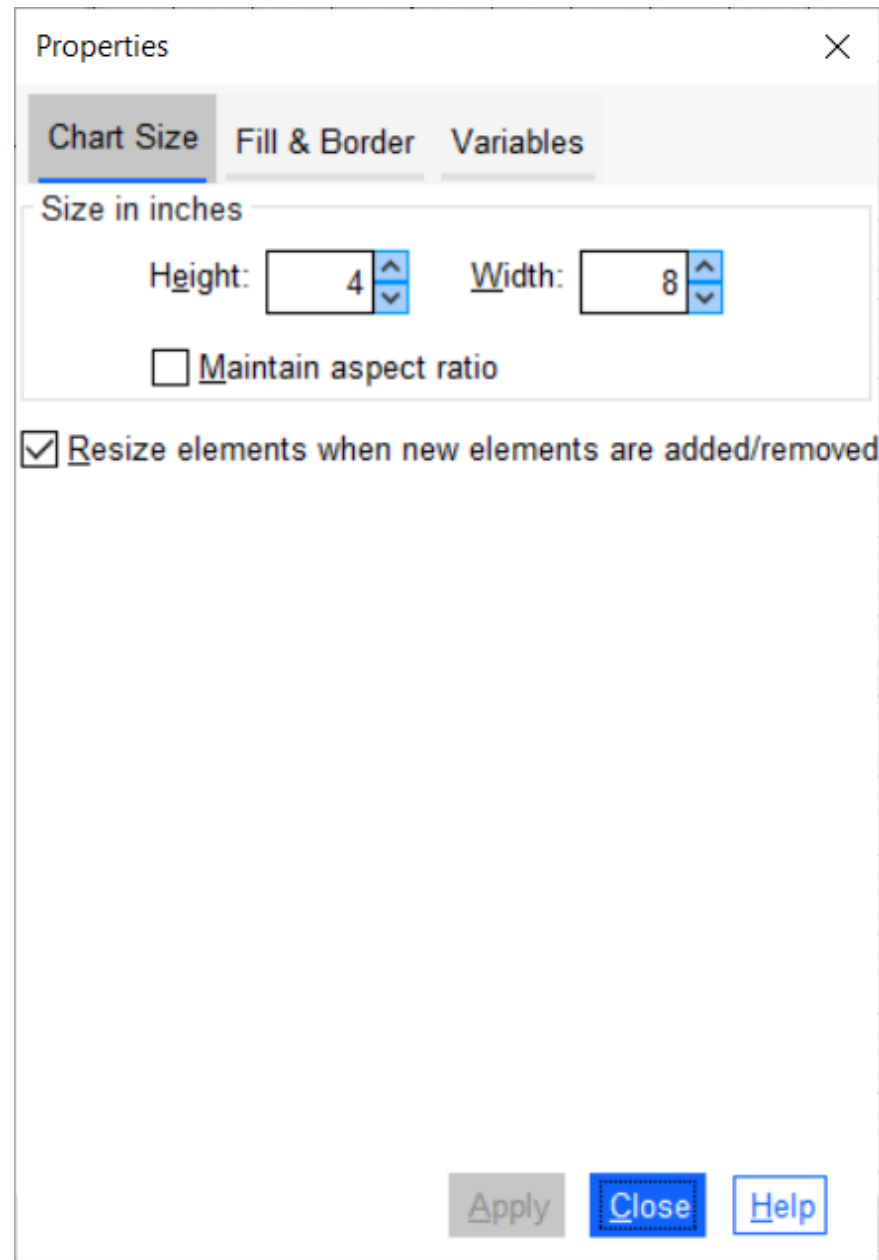 Properties
Chart Size Fill & Border Variables
Size in inches
Height: 4 Width: 8
Maintain aspect ratio
Resize elements when new elements are added/removed
Apply Close Help